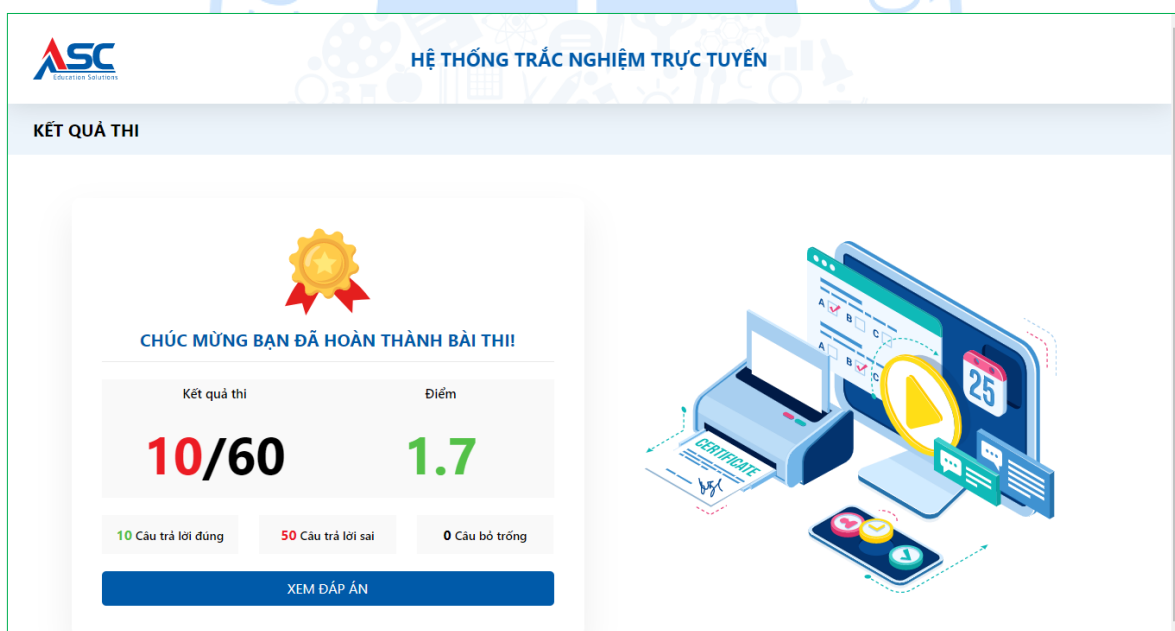 ASC
Education Solutions
HỆ THỐNG TRẮC NGHIỆM TRỰC TUYẾN
KẾT QUẢ THI
CHÚC MỪNG BẠN ĐÃ HOÀN THÀNH BÀI THI!
Kết quả thi
Điểm
10/60
1.7
10 Câu trả lời đúng
50 Câu trả lời sai
0 Câu bỏ trống
XEM ĐÁP ÁN
A B C
A B C
25
CERTIFICATE